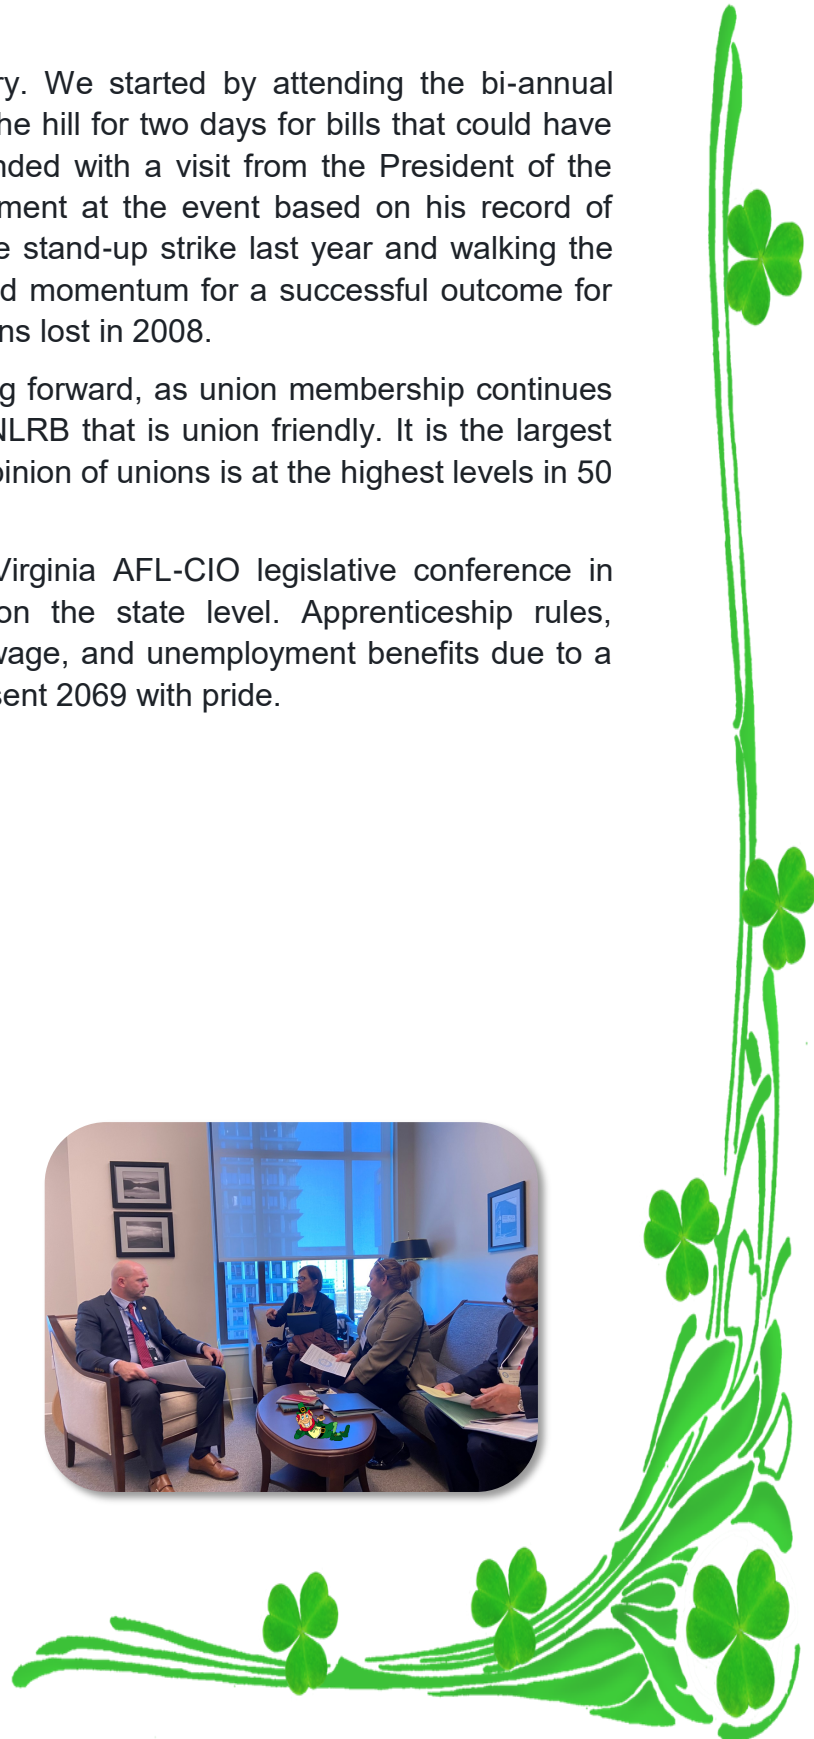 ry. We started by attending the bi-annual
he hill for two days for bills that could have
nded with a visit from the President of the
ment at the event based on his record of
e stand-up strike last year and walking the
d momentum for a successful outcome for
ns lost in 2008.
g forward, as union membership continues
NLRB that is union friendly. It is the largest
pinion of unions is at the highest levels in 50
Virginia AFL-CIO legislative conference in
on the state level. Apprenticeship rules,
wage, and unemployment benefits due to a
sent 2069 with pride.